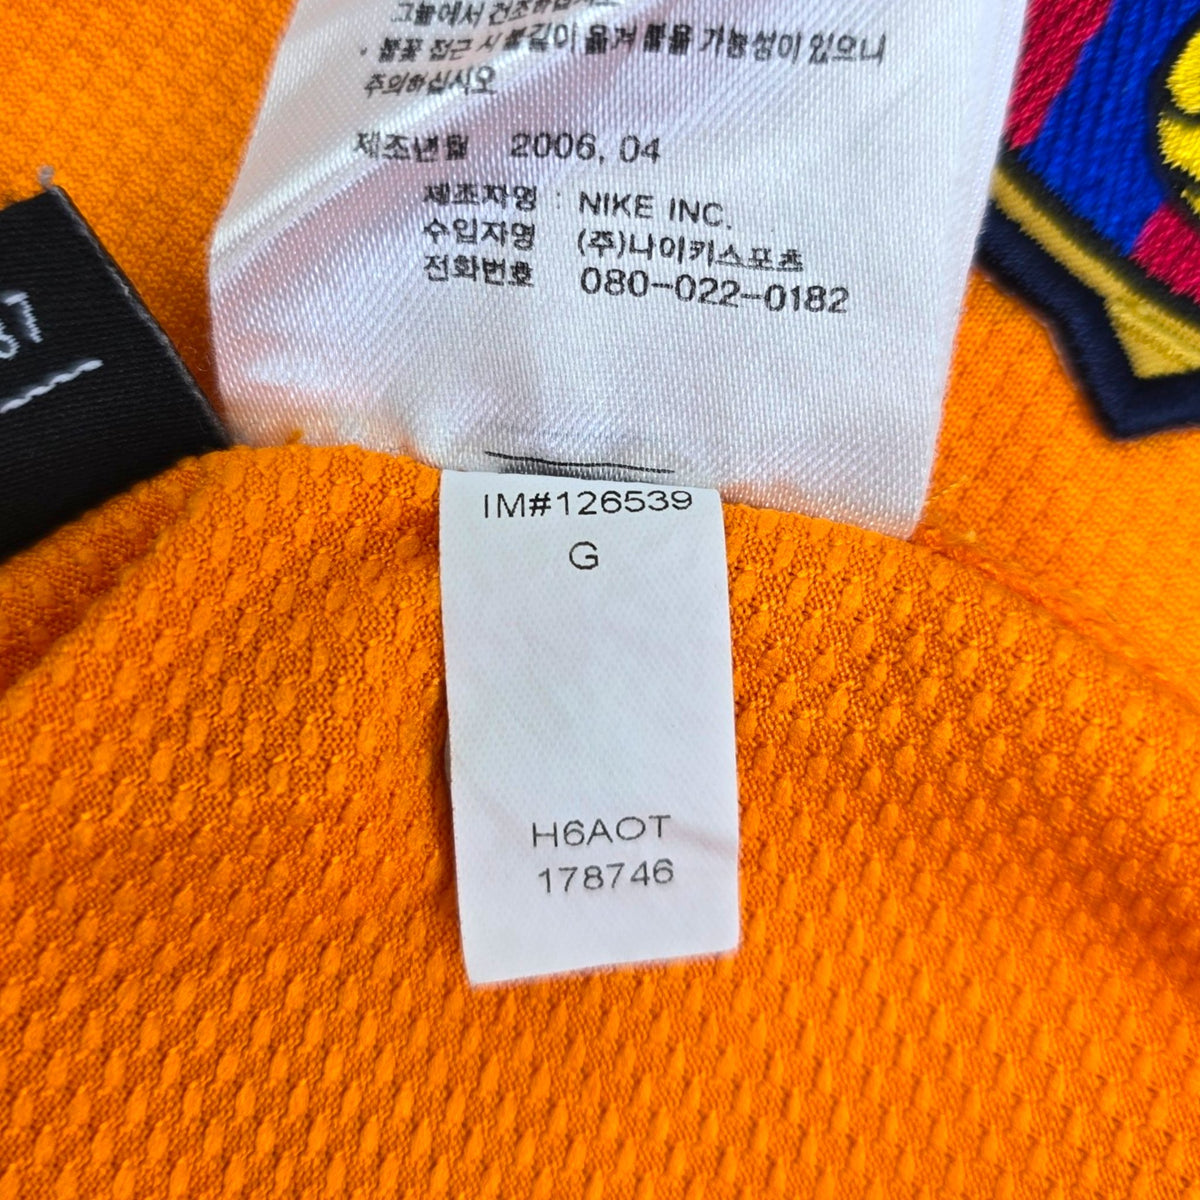 그늘에서 건조하십시오
· 불꽃 접근 시 불길이 옮겨 붙을 가능성이 있으니
주의하십시오
제조년월 2006. 04
제조자명 : NIKE INC.
수입자명 (주)나이키스포츠
전화번호 080-022-0182
37
IM#126539
G
H6AOT
178746